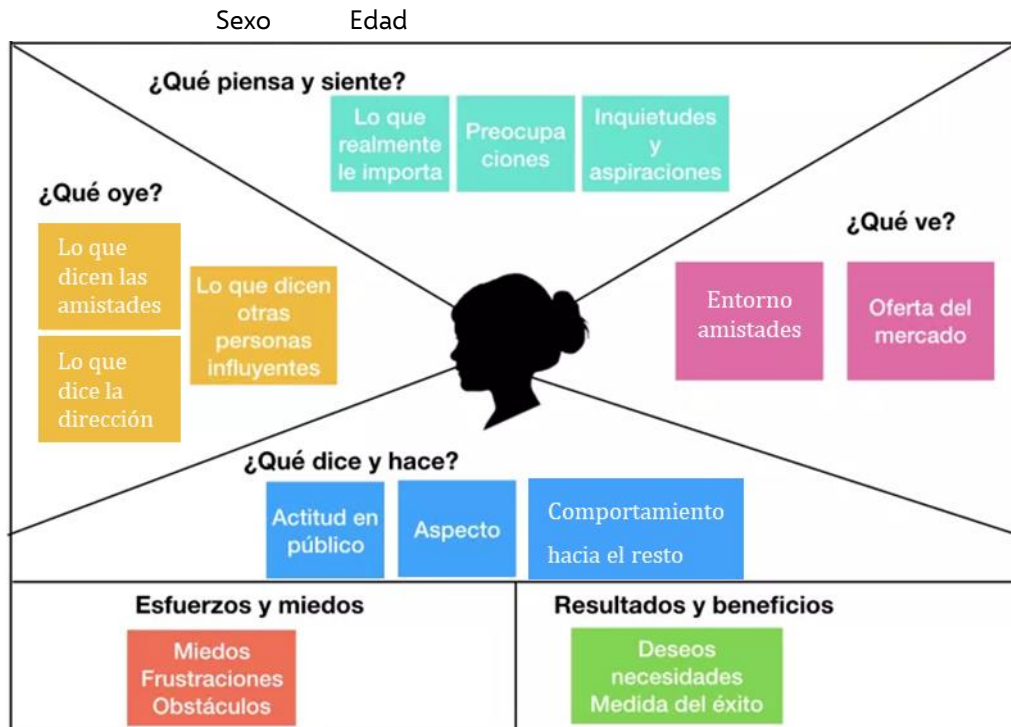 Sexo Edad
¿Qué piensa y siente?
Lo que
realmente
le importa
Preocupa
ciones
Inquietudes
y
aspiraciones
¿Qué oye?
Lo que
dicen las
amistades
Lo que dicen
otras
personas
influyentes
Lo que
dice la
dirección
¿Qué ve?
Entorno
amistades
Oferta del
mercado
¿Qué dice y hace?
Actitud en
público
Aspecto
Comportamiento
hacia el resto
Esfuerzos y miedos
Miedos
Frustraciones
Obstáculos
Resultados y beneficios
Deseos
necesidades
Medida del éxito